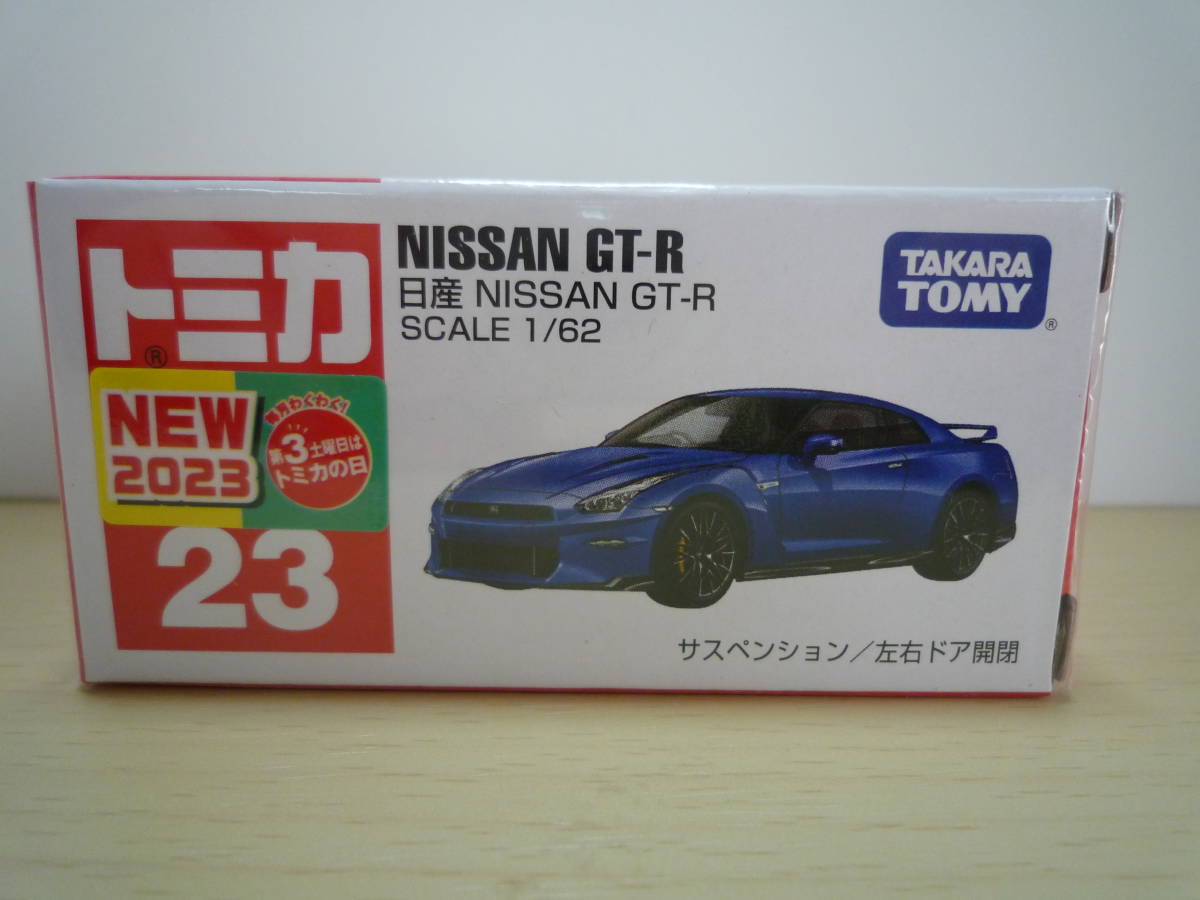 トミカ
®
NEW
2023
毎月わくわく!
第3土曜日は
トミカの日
23
NISSAN GT-R
日産 NISSAN GT-R
SCALE 1/62
TAKARA
TOMY
®
サスペンション/左右ドア開閉